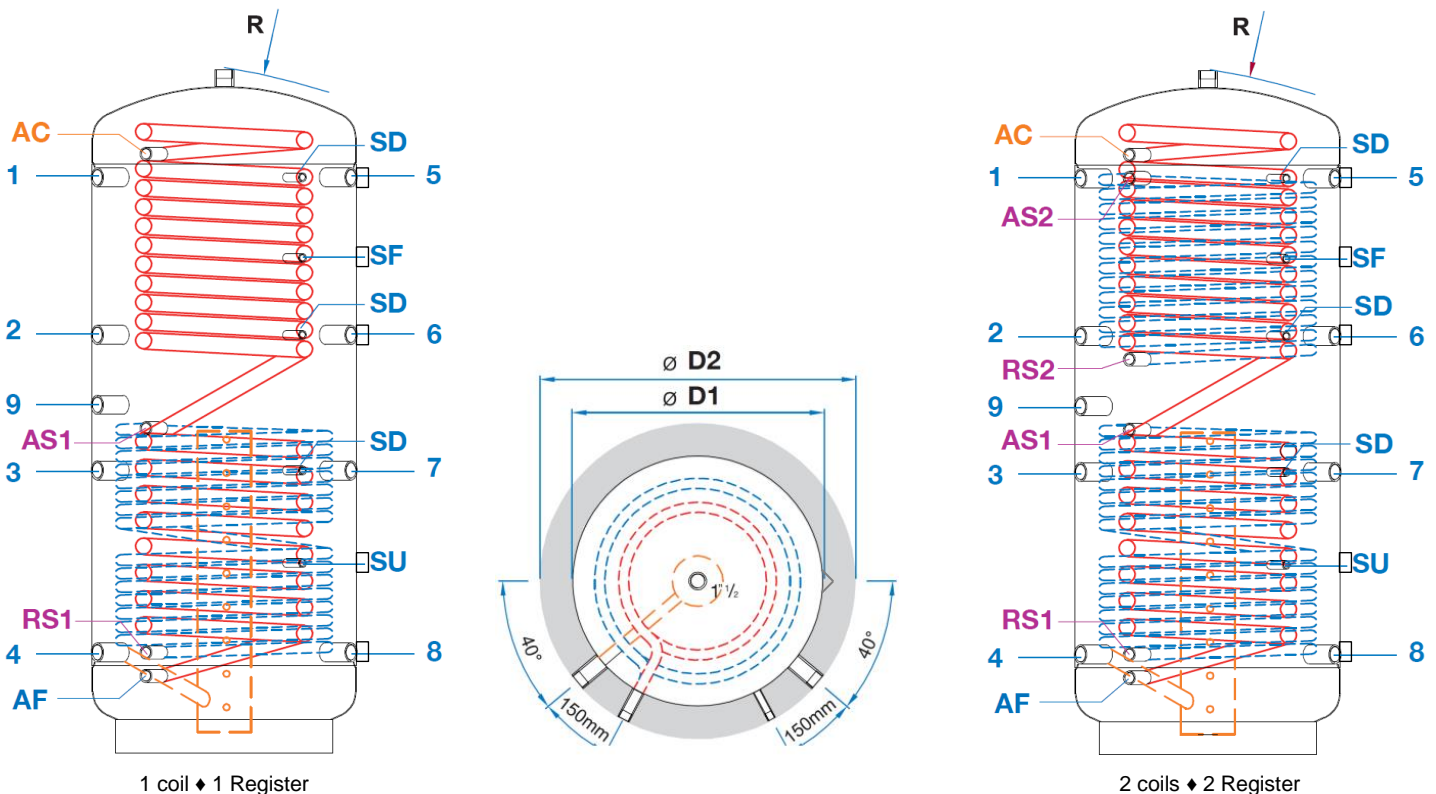 R
AC
SD
1
5
SF
SD
2
6
9
AS1
SD
3
7
SU
RS1
4
8
AF
1 coil ♦ 1 Register
ø D2
ø D1
1" 1/2
40°
40°
150mm
150mm
R
AC
SD
1
5
AS2
SF
SD
2
6
RS2
9
AS1
SD
3
7
SU
RS1
4
8
AF
2 coils ♦ 2 Register